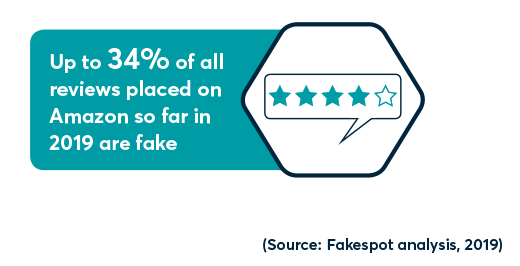 Up to 34% of all
reviews placed on
Amazon so far in
2019 are fake
(Source: Fakespot analysis, 2019)